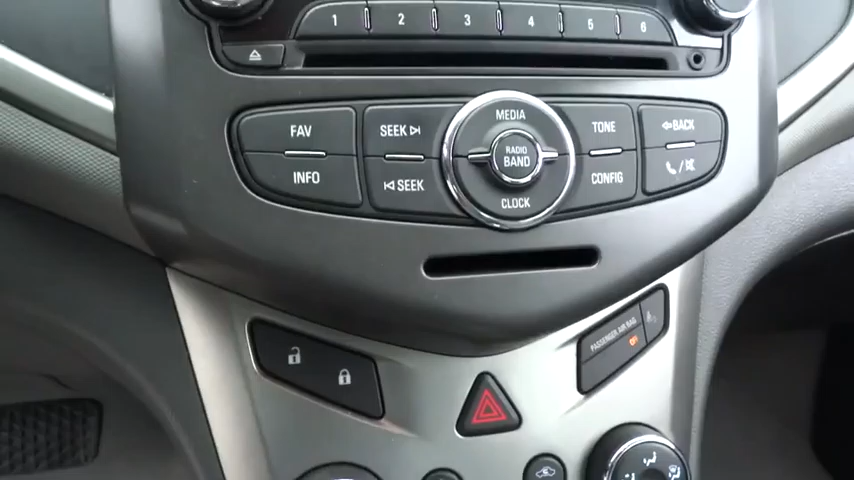 1 2 3 4 5 6
FAV SEEK MEDIA TONE BACK
RADIO
BAND
INFO SEEK CLOCK CONFIG
PASSENGER AIR BAG
OFF